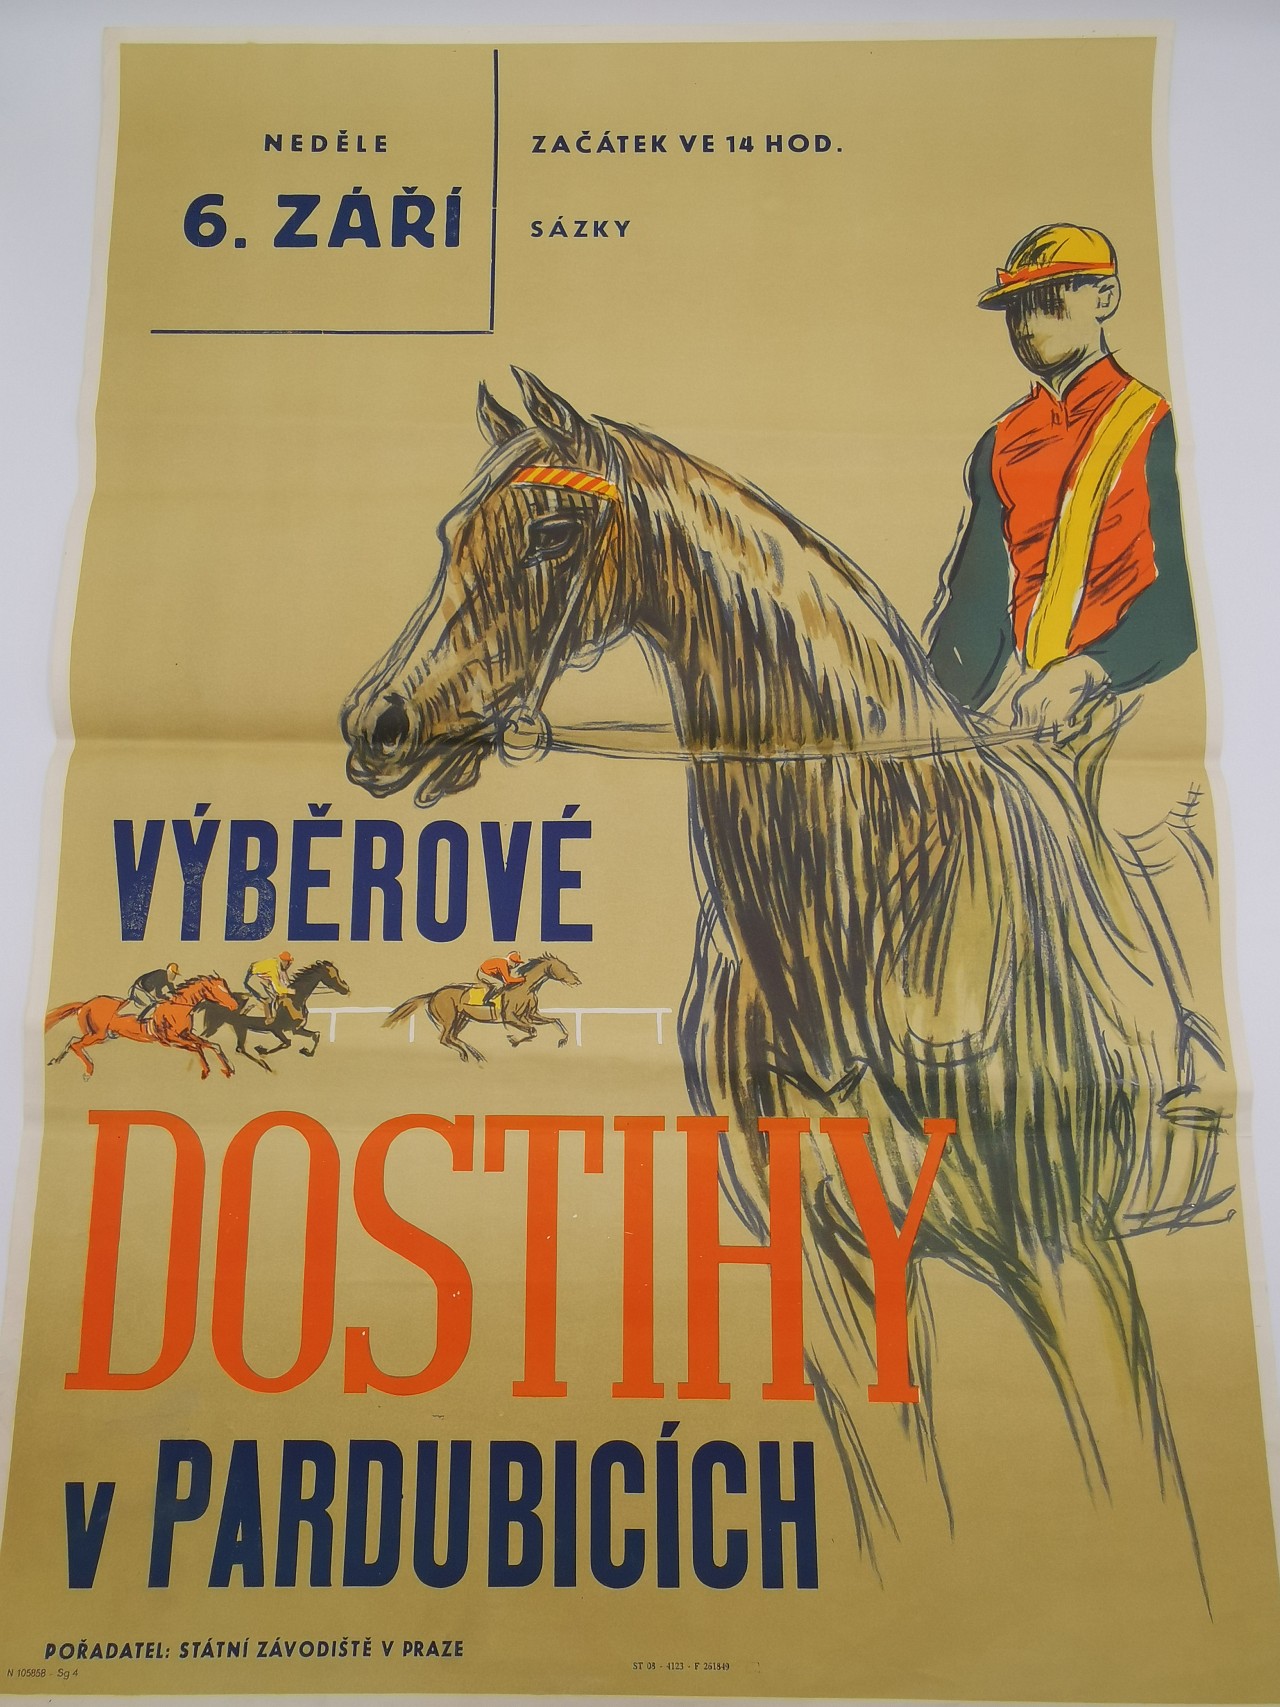 NEDĚLE
6. ZÁŘÍ
ZAČÁTEK VE 14 HOD.
SÁZKY
VÝBĚROVÉ
DOSTIHY
V PARDUBICÍCH
POŘADATEL: STÁTNÍ ZÁVODIŠTĚ V PRAZE
N 105858 - Sg 4
ST 08 - 4123 - F 261849